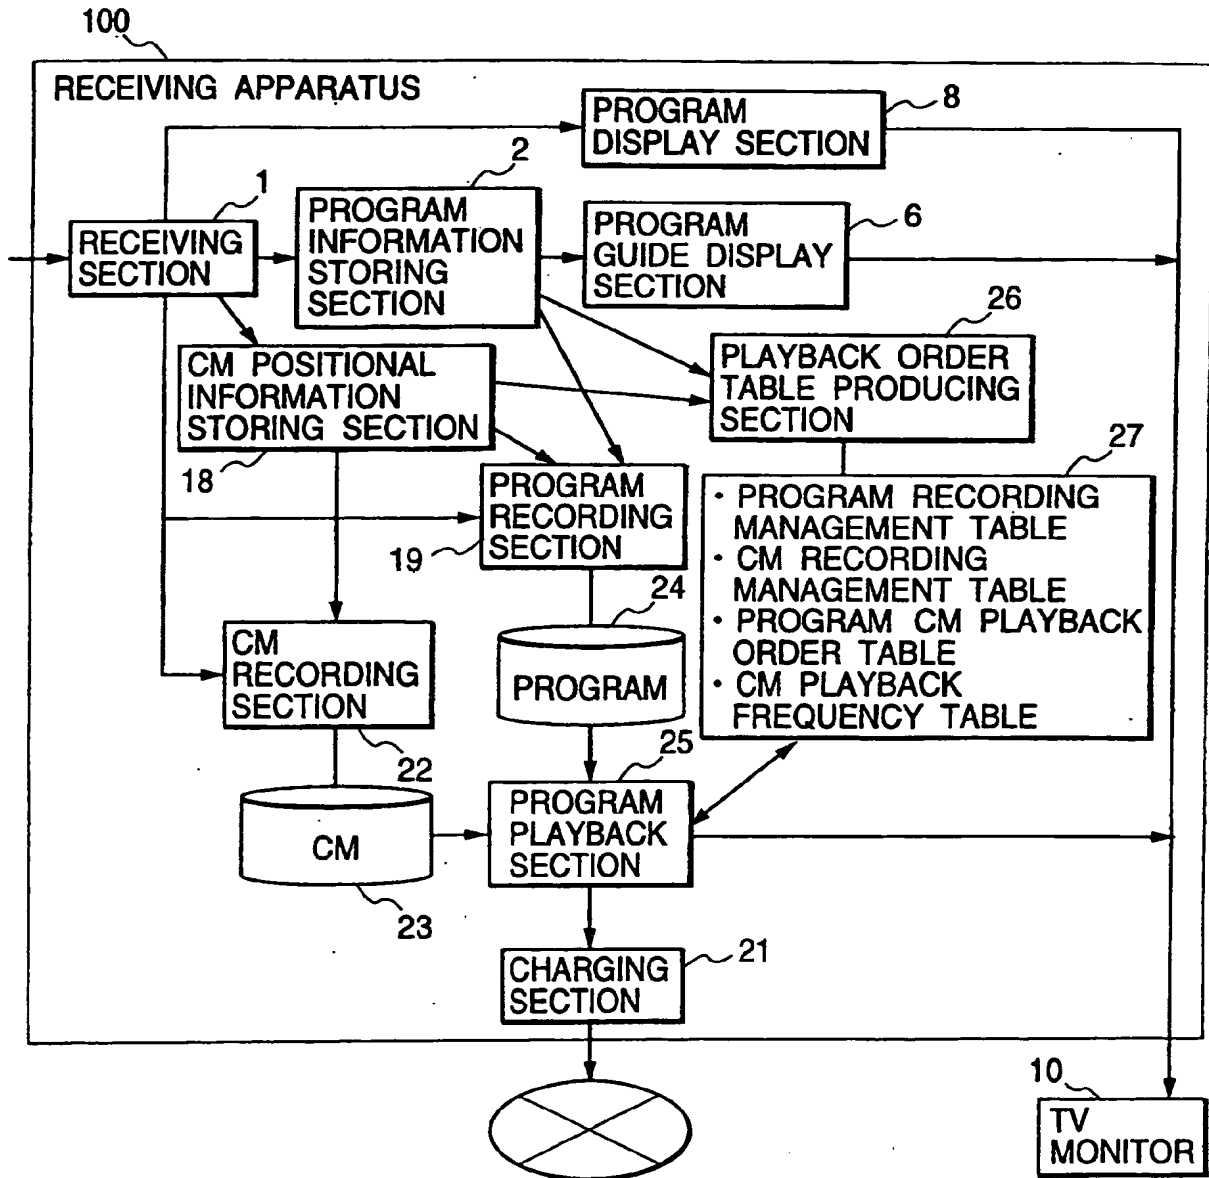 100
RECEIVING APPARATUS
PROGRAM
DISPLAY SECTION
8
1
RECEIVING
SECTION
2
PROGRAM
INFORMATION
STORING
SECTION
PROGRAM
GUIDE DISPLAY
SECTION
6
CM POSITIONAL
INFORMATION
STORING SECTION
18
26
PLAYBACK ORDER
TABLE PRODUCING
SECTION
PROGRAM
RECORDING
SECTION
19
27
· PROGRAM RECORDING
MANAGEMENT TABLE
· CM RECORDING
MANAGEMENT TABLE
· PROGRAM CM PLAYBACK
ORDER TABLE
· CM PLAYBACK
FREQUENCY TABLE
CM
RECORDING
SECTION
22
24
PROGRAM
CM
23
25
PROGRAM
PLAYBACK
SECTION
CHARGING
SECTION
21
10
TV
MONITOR